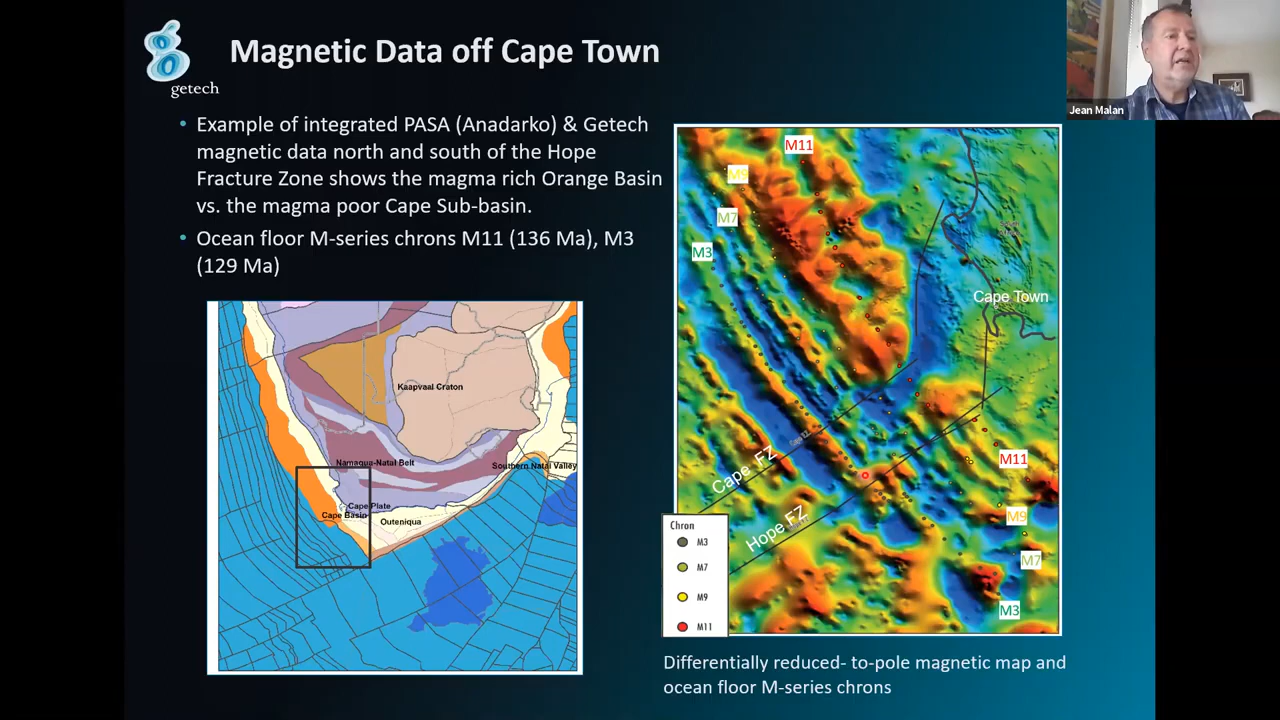 getech
Magnetic Data off Cape Town
Jean Malan
• Example of integrated PASA (Anadarko) & Getech
magnetic data north and south of the Hope
Fracture Zone shows the magma rich Orange Basin
vs. the magma poor Cape Sub-basin.
• Ocean floor M-series chrons M11 (136 Ma), M3
(129 Ma)
Kaapvaal Craton
Namaqua-Natal Belt
Southern Natal Valley
Cape Plate
Cape Basin
Outeniqua
M11
M9
M7
M3
Cape Town
Cape FZ
Hope FZ
M11
M9
M7
M3
Chron
M3
M7
M9
M11
Differentially reduced- to-pole magnetic map and
ocean floor M-series chrons